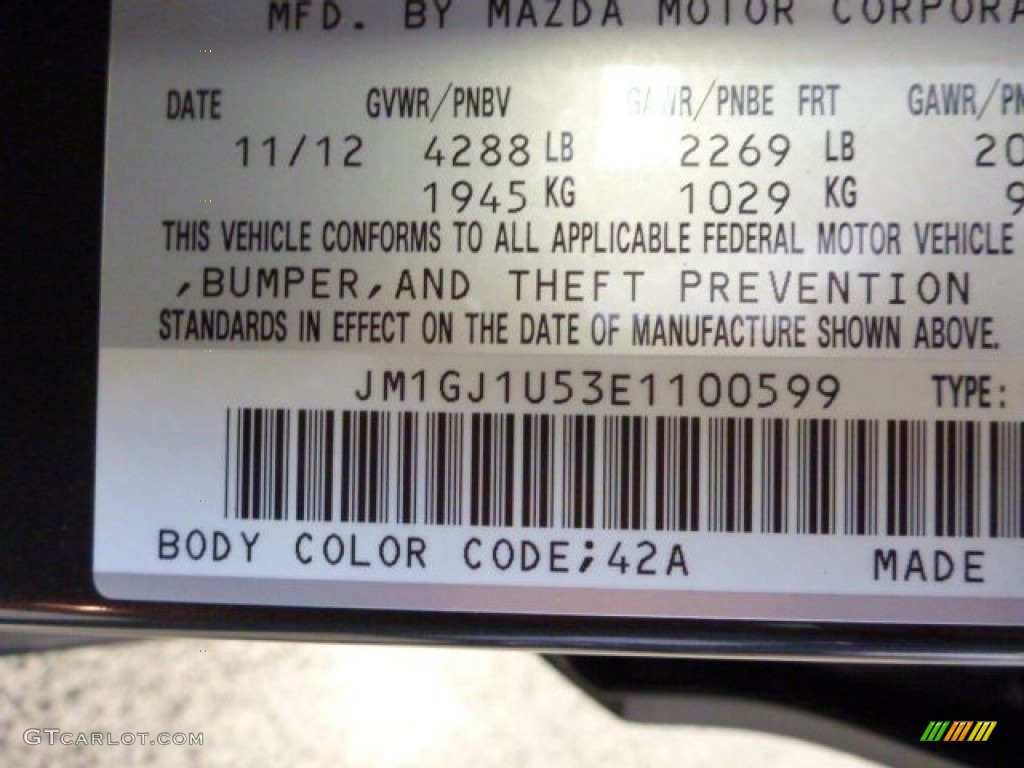 MFD. BY MAZDA MOTOR
DATE GVWR/PNBV GAWR/PNBE FRT
11/12 4288 LB 2269 LB 20
1945 KG 1029 KG 9
THIS VEHICLE CONFORMS TO ALL APPLICABLE FEDERAL MOTOR VEHICLE
,BUMPER,AND THEFT PREVENTION
STANDARDS IN EFFECT ON THE DATE OF MANUFACTURE SHOWN ABOVE.
JM1GJ1U53E1100599 TYPE:
BODY COLOR CODE;42A MADE
GTCARLOT.COM